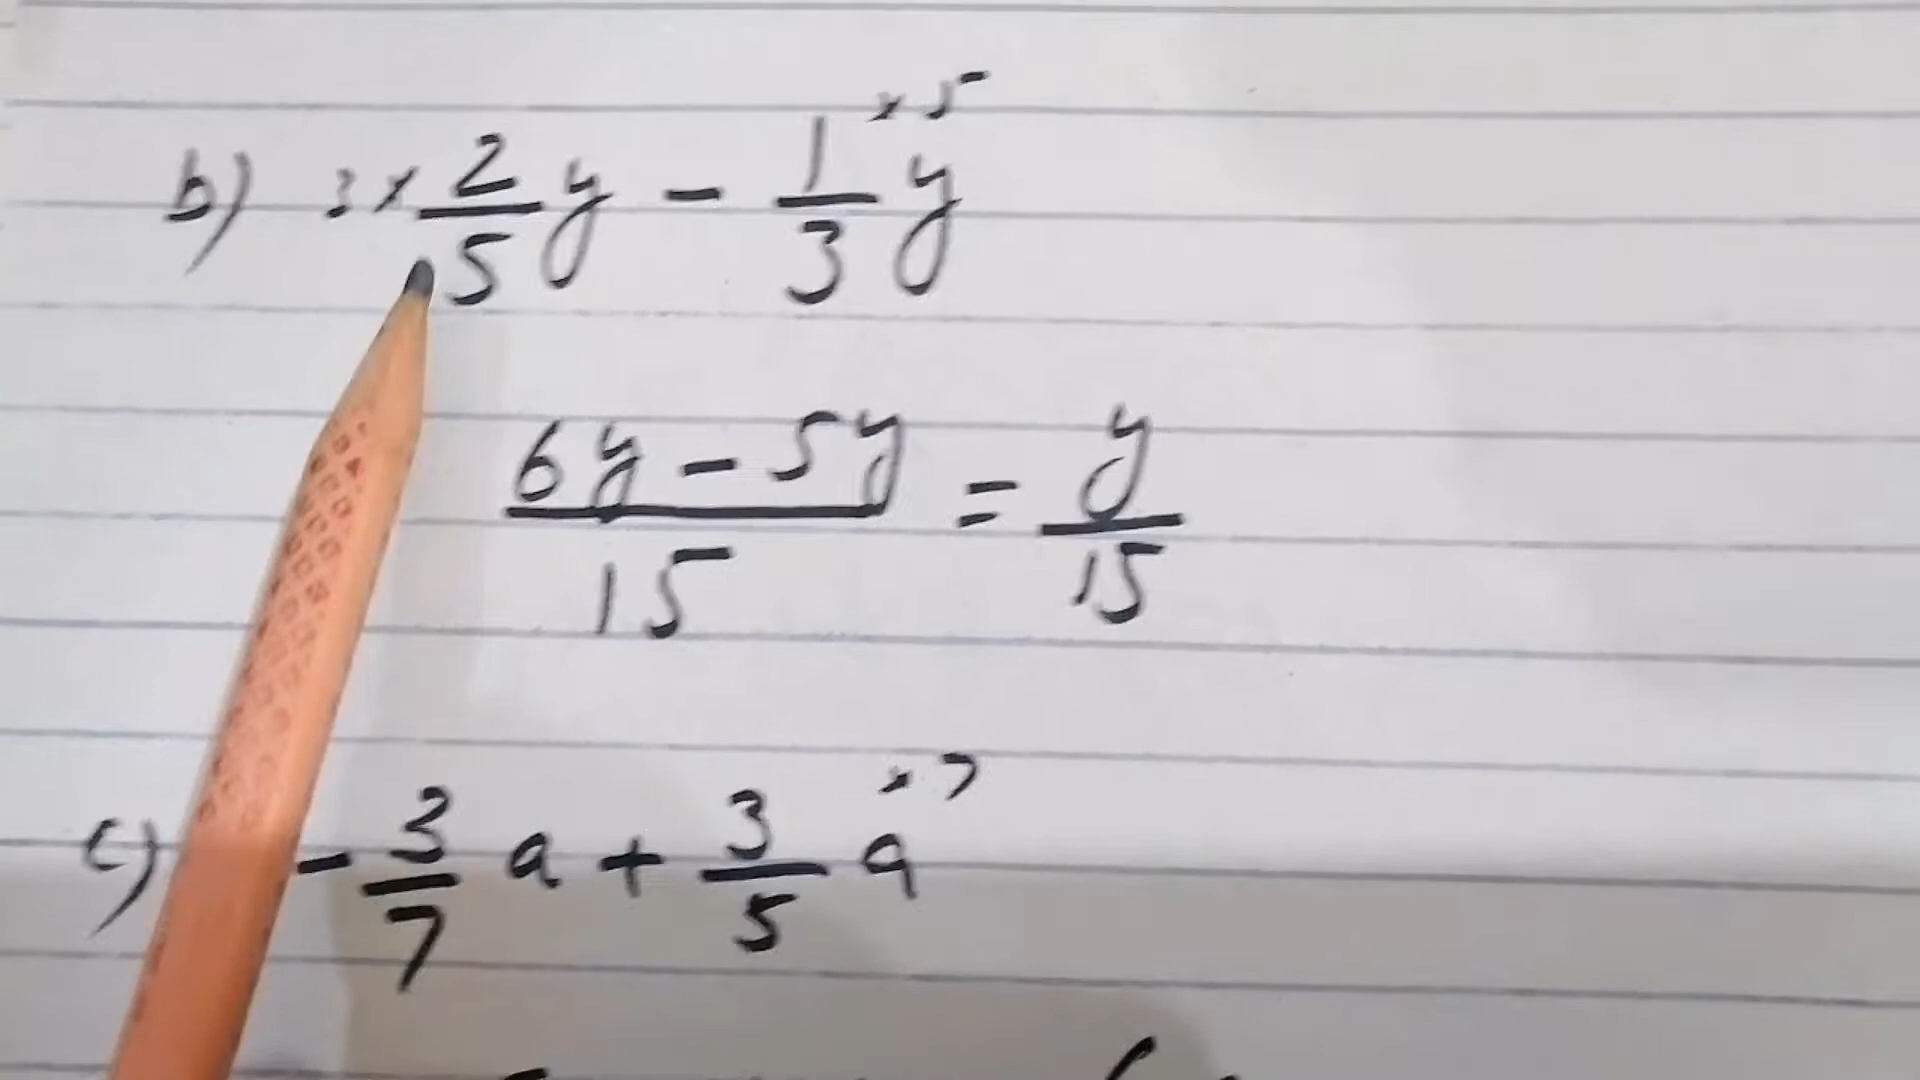 × 5
b) 3 × 2/5 y - 1/3 y
6y - 5y / 15 = y / 15
× 7
c) - 3/7 a + 3/5 a